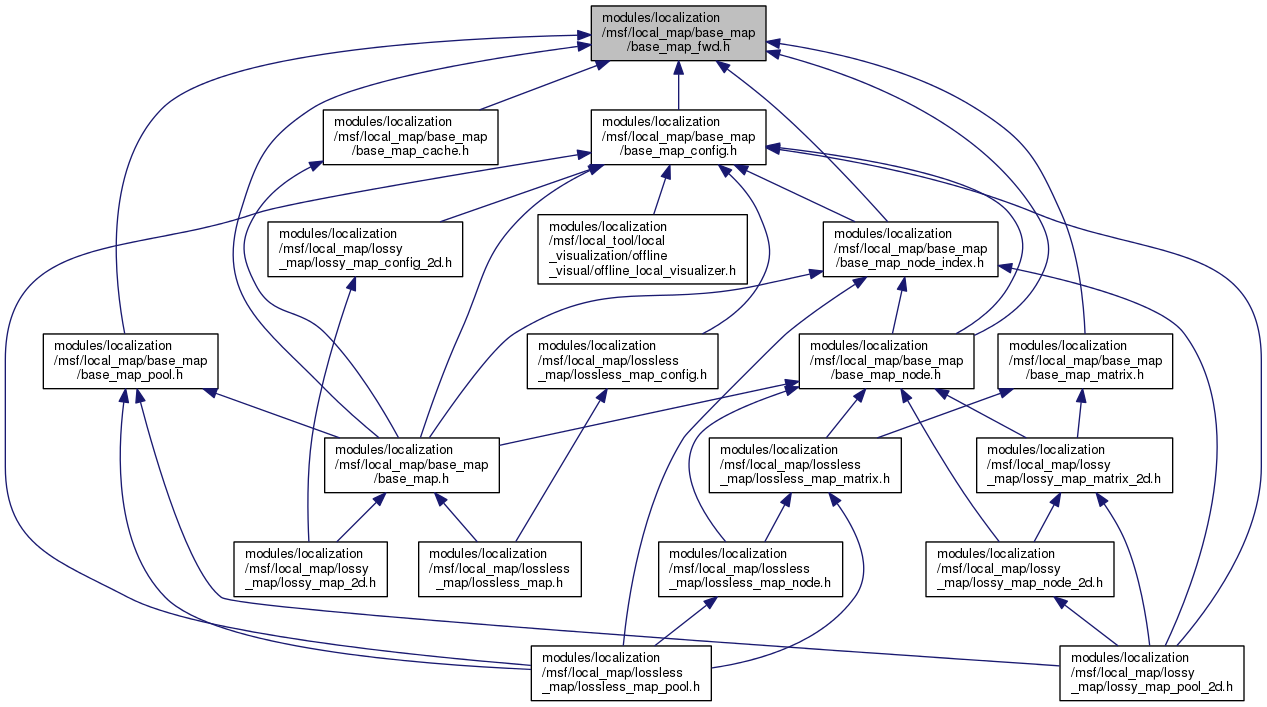 modules/localization
/msf/local_map/base_map
/base_map_fwd.h
modules/localization
/msf/local_map/base_map
/base_map_cache.h
modules/localization
/msf/local_map/base_map
/base_map_config.h
modules/localization
/msf/local_map/lossy
_map/lossy_map_config_2d.h
modules/localization
/msf/local_tool/local
_visualization/offline
_visual/offline_local_visualizer.h
modules/localization
/msf/local_map/base_map
/base_map_node_index.h
modules/localization
/msf/local_map/base_map
/base_map_pool.h
modules/localization
/msf/local_map/lossless
_map/lossless_map_config.h
modules/localization
/msf/local_map/base_map
/base_map_node.h
modules/localization
/msf/local_map/base_map
/base_map_matrix.h
modules/localization
/msf/local_map/base_map
/base_map.h
modules/localization
/msf/local_map/lossless
_map/lossless_map_matrix.h
modules/localization
/msf/local_map/lossy
_map/lossy_map_matrix_2d.h
modules/localization
/msf/local_map/lossy
_map/lossy_map_2d.h
modules/localization
/msf/local_map/lossless
_map/lossless_map.h
modules/localization
/msf/local_map/lossless
_map/lossless_map_node.h
modules/localization
/msf/local_map/lossy
_map/lossy_map_node_2d.h
modules/localization
/msf/local_map/lossless
_map/lossless_map_pool.h
modules/localization
/msf/local_map/lossy
_map/lossy_map_pool_2d.h